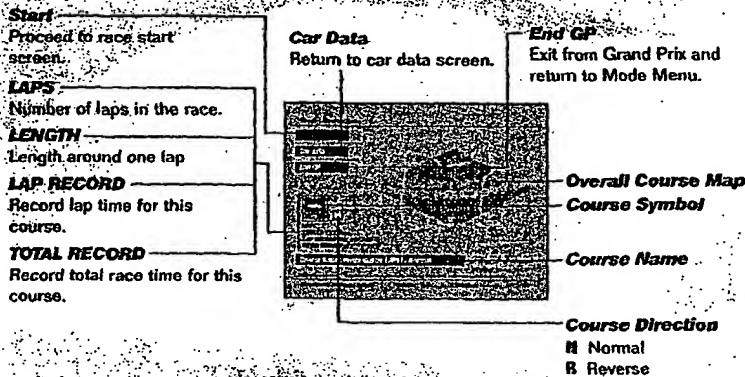 Start
Proceed to race start
screen.
LAPS
Number of laps in the race.
LENGTH
Length around one lap
LAP RECORD
Record lap time for this
course.
TOTAL RECORD
Record total race time for this
course.
Car Data
Return to car data screen.
End GP
Exit from Grand Prix and
return to Mode Menu.
Overall Course Map
Course Symbol
Course Name
Course Direction
N Normal
R Reverse